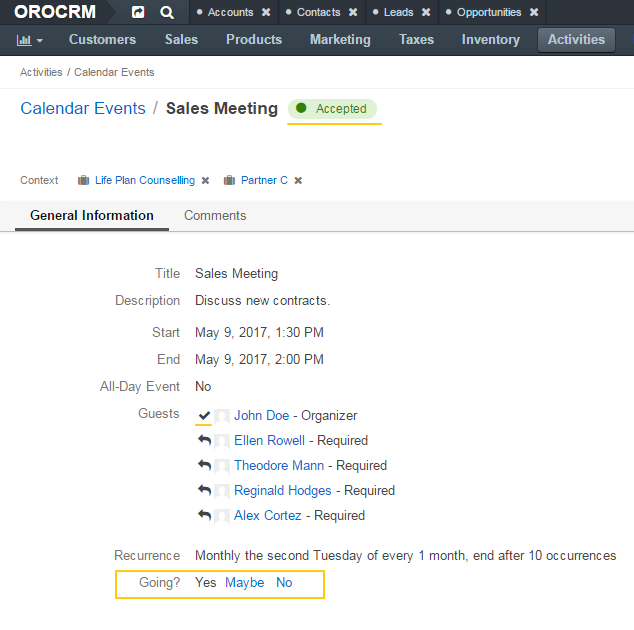 OROCRM • Accounts ✖ • Contacts ✖ • Leads ✖ • Opportunities ✖
Customers Sales Products Marketing Taxes Inventory Activities
Activities / Calendar Events
Calendar Events / Sales Meeting Accepted
Context Life Plan Counselling ✖ Partner C ✖
General Information Comments
Title Sales Meeting
Description Discuss new contracts.
Start May 9, 2017, 1:30 PM
End May 9, 2017, 2:00 PM
All-Day Event No
Guests John Doe - Organizer
Ellen Rowell - Required
Theodore Mann - Required
Reginald Hodges - Required
Alex Cortez - Required
Recurrence Monthly the second Tuesday of every 1 month, end after 10 occurrences
Going? Yes Maybe No